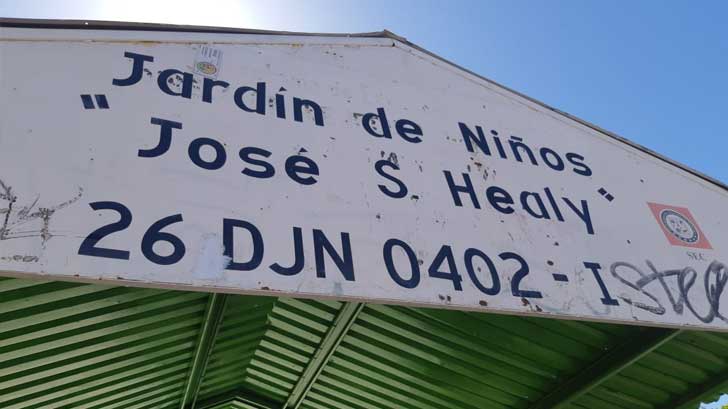 Jardín de Niños
"José S Healy"
26 DJN 0402 - I
S.E.C.